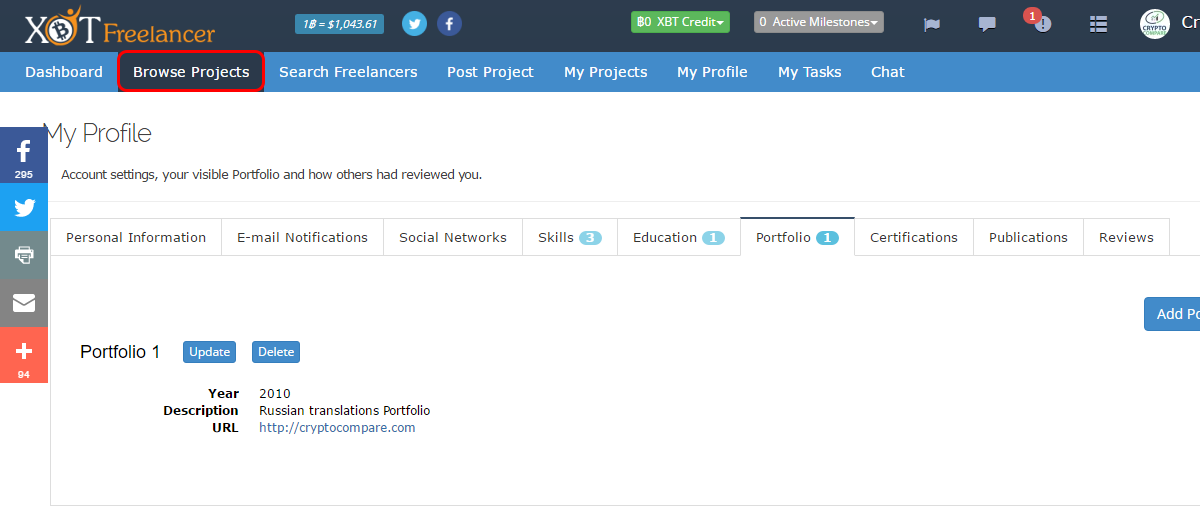 XBT Freelancer
1฿ = $1,043.61
฿0 XBT Credit
0 Active Milestones
1
CRYPTO
COMPARE
Cr
Dashboard Browse Projects Search Freelancers Post Project My Projects My Profile My Tasks Chat
My Profile
295
Account settings, your visible Portfolio and how others had reviewed you.
Personal Information E-mail Notifications Social Networks Skills 3 Education 1 Portfolio 1 Certifications Publications Reviews
Add Po
Portfolio 1 Update Delete
94
Year 2010
Description Russian translations Portfolio
URL http://cryptocompare.com